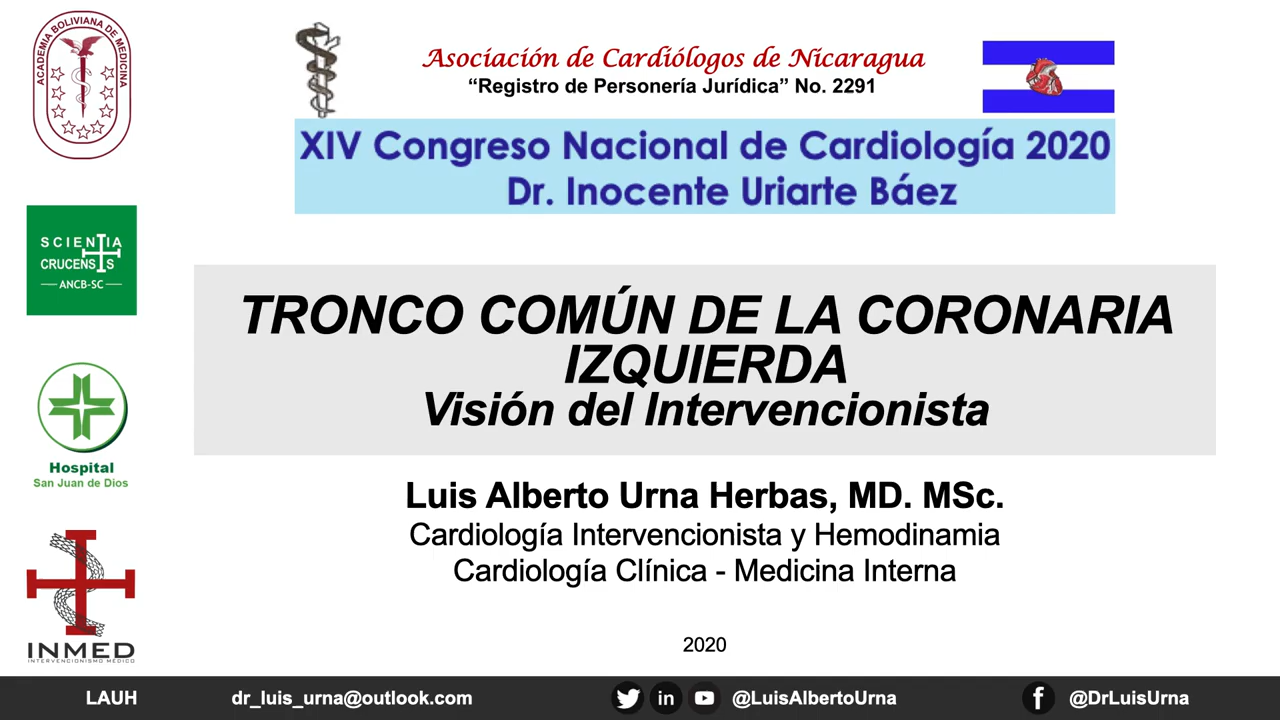 ACADEMIA BOLIVIANA DE MEDICINA
Asociación de Cardiólogos de Nicaragua
“Registro de Personería Jurídica” No. 2291
XIV Congreso Nacional de Cardiología 2020
Dr. Inocente Uriarte Báez
SCIENTIA
CRUCENSIS
ANCB-SC
TRONCO COMÚN DE LA CORONARIA
IZQUIERDA
Visión del Intervencionista
Hospital
San Juan de Dios
Luis Alberto Urna Herbas, MD. MSc.
Cardiología Intervencionista y Hemodinamia
Cardiología Clínica - Medicina Interna
INMED
INTERVENCIONISMO MÉDICO
2020
LAUH
dr_luis_urna@outlook.com
@LuisAlbertoUrna
@DrLuisUrna